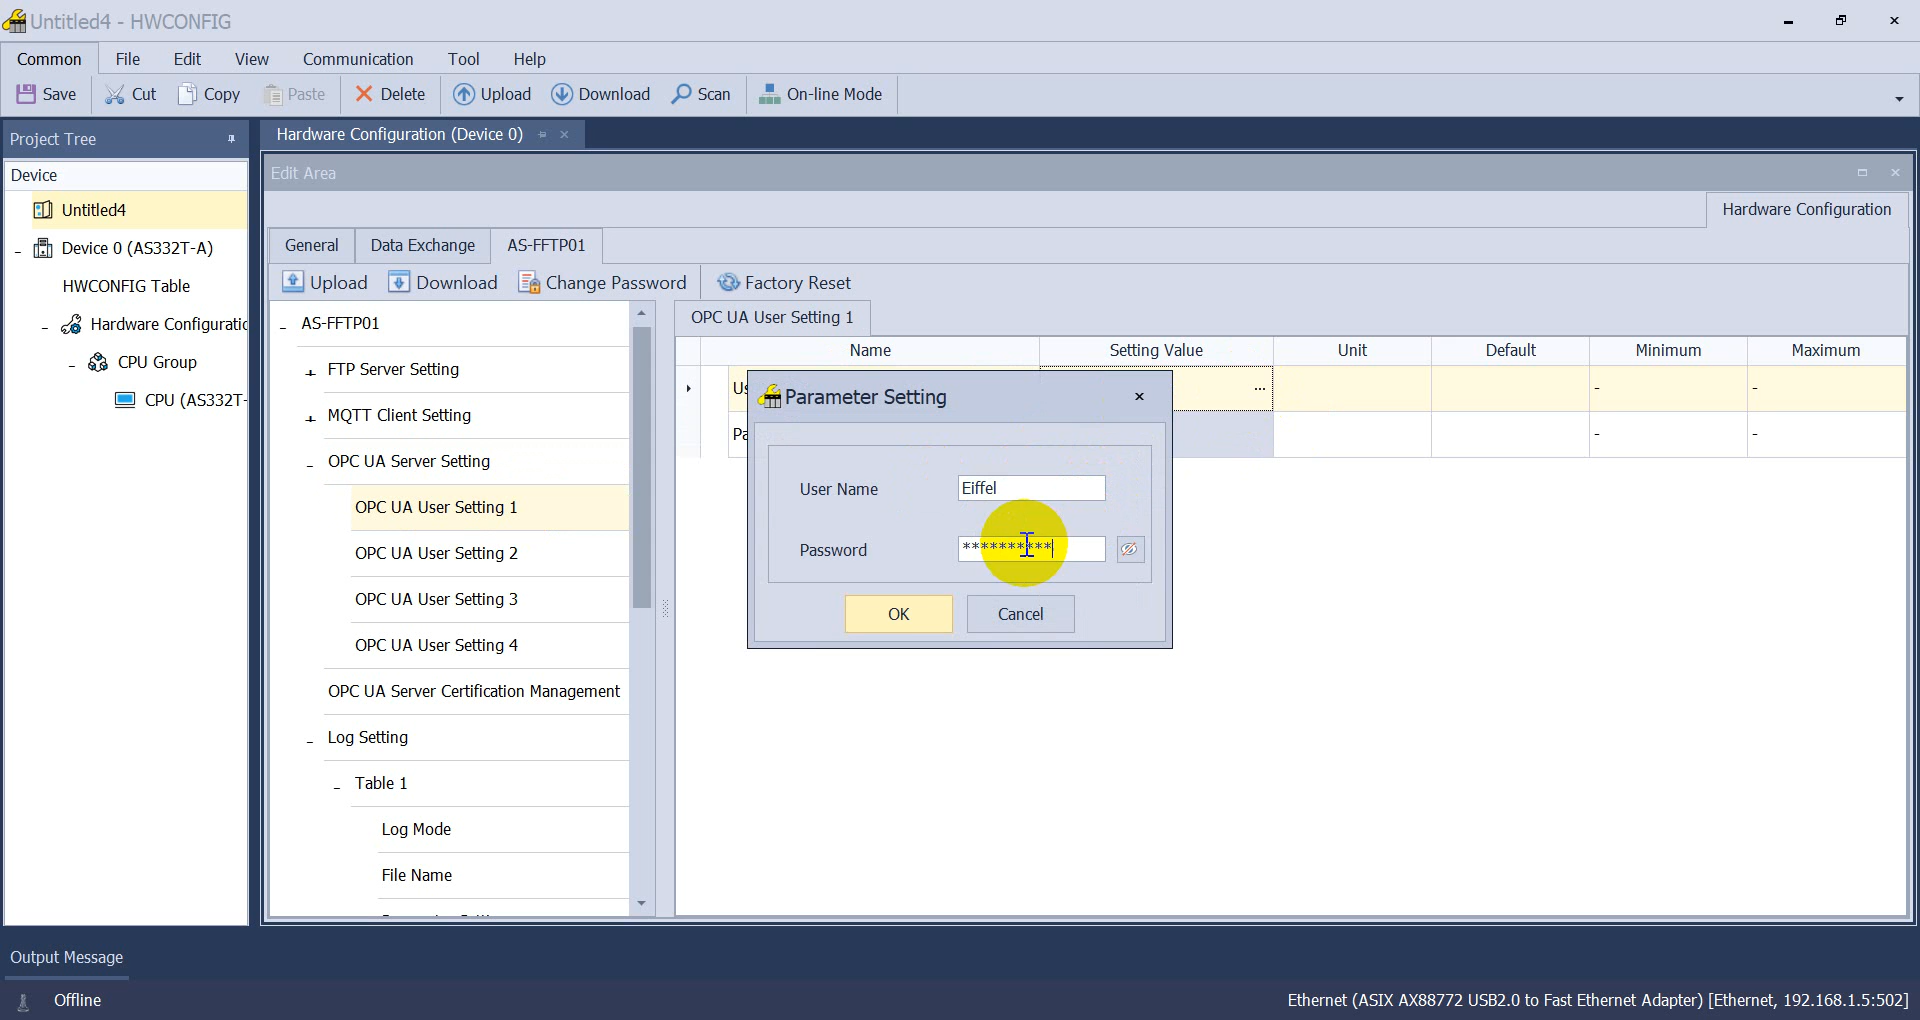 Untitled4 - HWCONFIG
Common File Edit View Communication Tool Help
Save Cut Copy Paste Delete Upload Download Scan On-line Mode
Project Tree
Hardware Configuration (Device 0)
Device
Edit Area
Untitled4
Hardware Configuration
Device 0 (AS332T-A)
General Data Exchange AS-FFTP01
HWCONFIG Table
Upload Download Change Password Factory Reset
Hardware Configuratio
AS-FFTP01
OPC UA User Setting 1
CPU Group
Name Setting Value Unit Default Minimum Maximum
FTP Server Setting
Us ... - -
Parameter Setting
CPU (AS332T-
MQTT Client Setting
Pa - -
OPC UA Server Setting
User Name Eiffel
OPC UA User Setting 1
Password **********
OPC UA User Setting 2
OPC UA User Setting 3
OK Cancel
OPC UA User Setting 4
OPC UA Server Certification Management
Log Setting
Table 1
Log Mode
File Name
Output Message
Offline
Ethernet (ASIX AX88772 USB2.0 to Fast Ethernet Adapter) [Ethernet, 192.168.1.5:502]